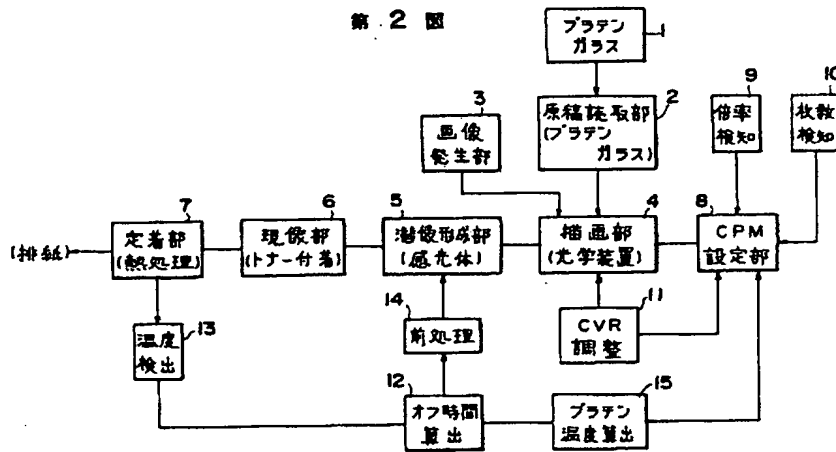 第2図
プラテン
ガラス
1
原稿読取部
(プラテン
ガラス)
2
3
画像
発生部
9
倍率
検知
10
枚数
検知
7
定着部
(熱処理)
(排紙)
6
現像部
(トナー付着)
5
潜像形成部
(感光体)
4
描画部
(光学装置)
8
CPM
設定部
13
温度
検出
14
前処理
11
CVR
調整
12
オフ時間
算出
15
プラテン
温度算出